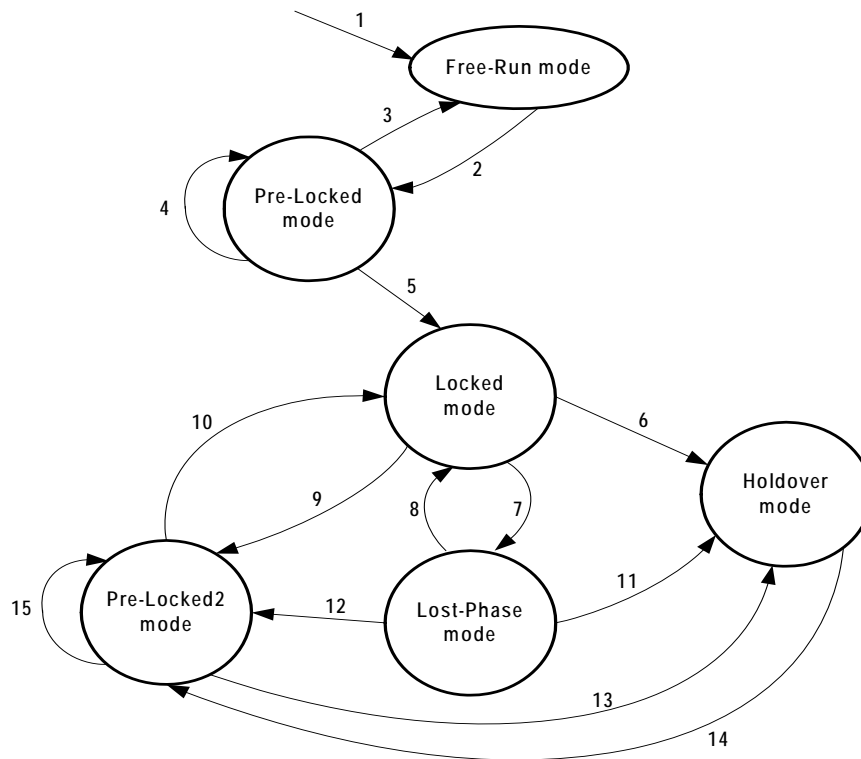 1
Free-Run mode
3
2
Pre-Locked
mode
4
5
Locked
mode
10
6
Holdover
mode
9
8
7
11
Pre-Locked2
mode
15
12
Lost-Phase
mode
13
14